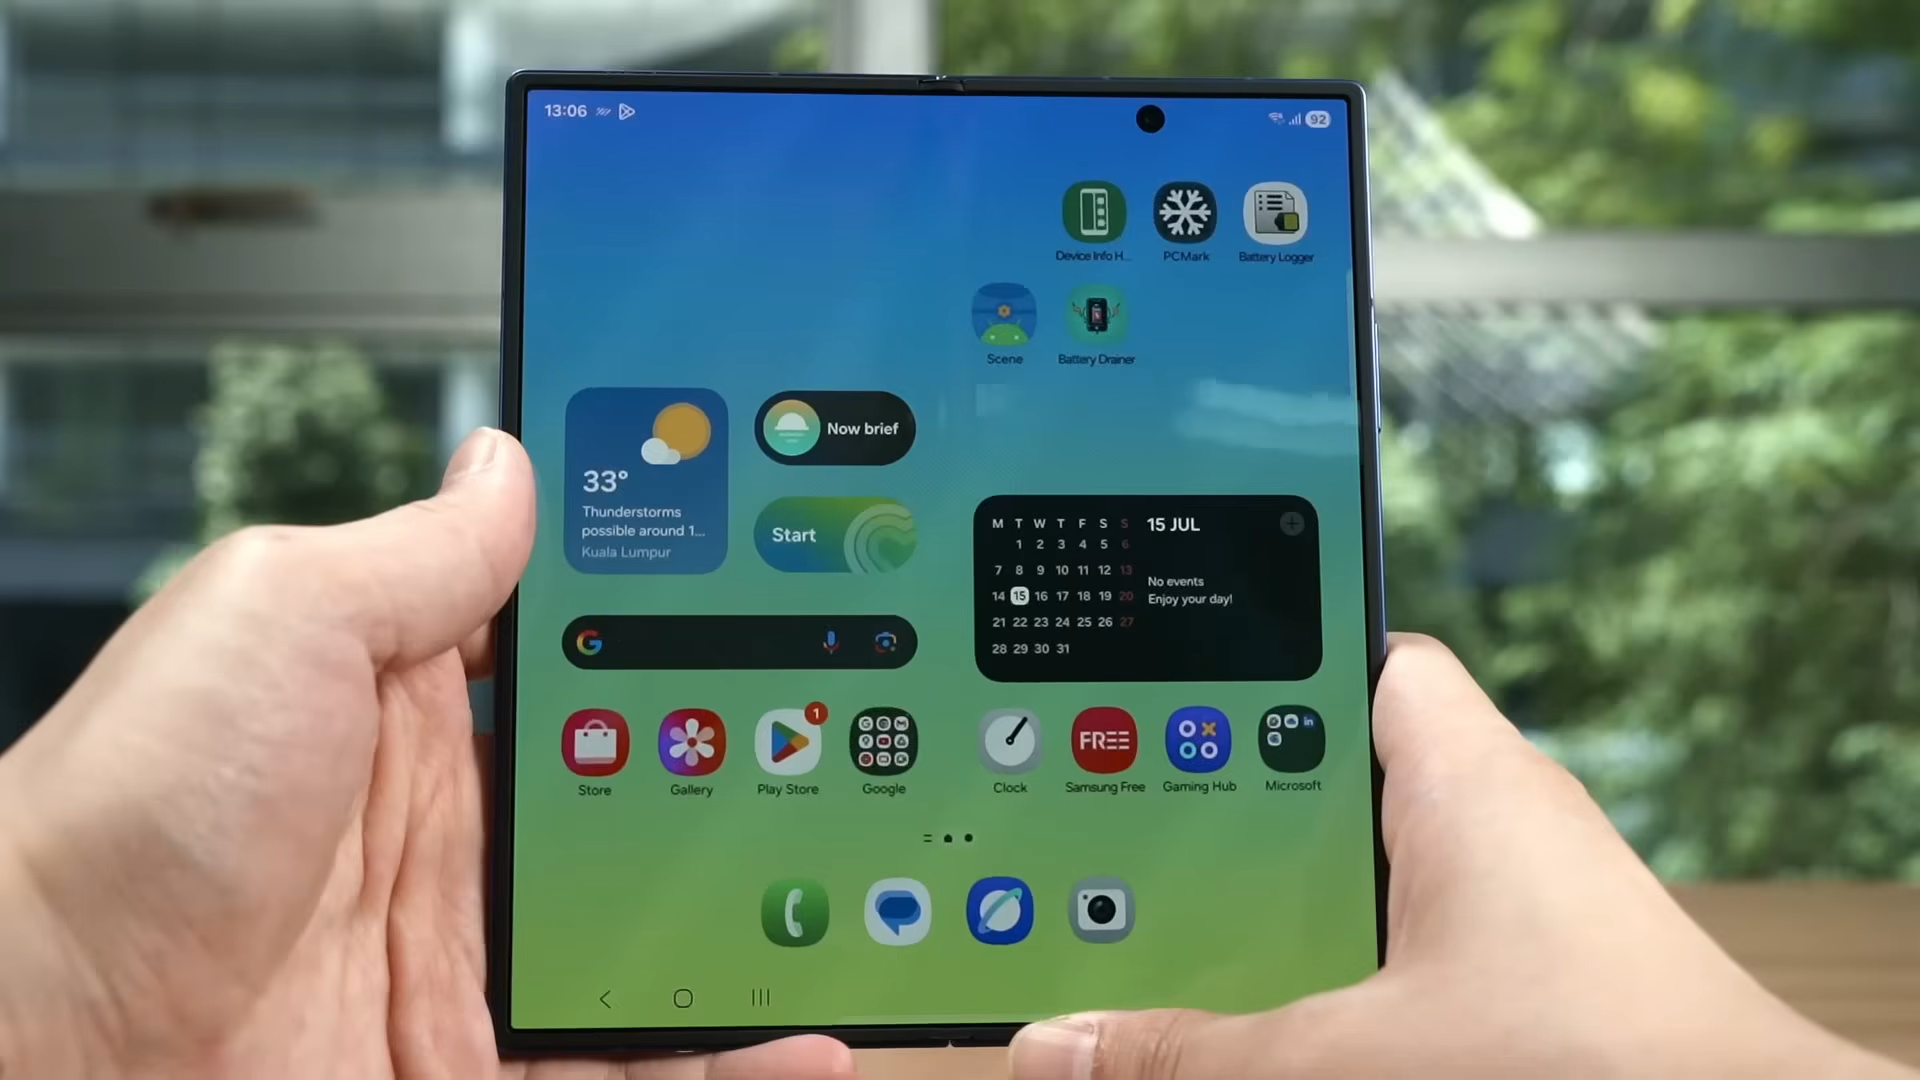 13:06
92
Device Info H...
PCMark
Battery Logger
Scene
Battery Drainer
33°
Thunderstorms
possible around 1...
Kuala Lumpur
Now brief
Start
M T W T F S S
1 2 3 4 5 6
7 8 9 10 11 12 13
14 15 16 17 18 19 20
21 22 23 24 25 26 27
28 29 30 31
15 JUL
No events
Enjoy your day!
G
1
FREE
in
Store
Gallery
Play Store
Google
Clock
Samsung Free
Gaming Hub
Microsoft